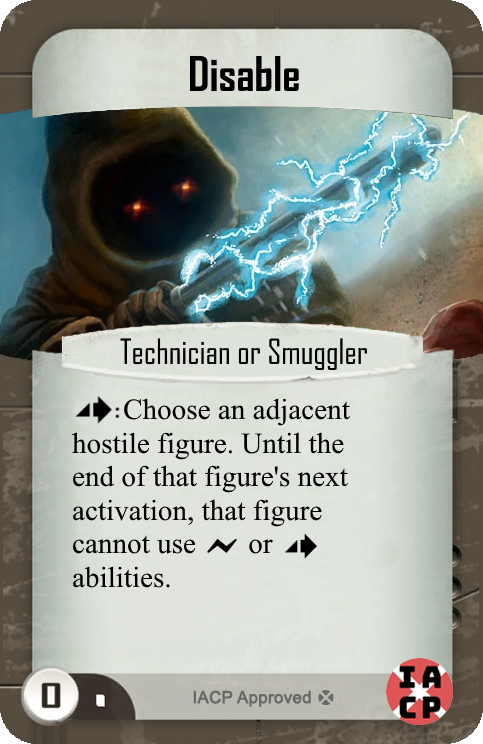 Disable
Technician or Smuggler
:Choose an adjacent
hostile figure. Until the
end of that figure's next
activation, that figure
cannot use or
abilities.
0
IACP Approved
IA
CP